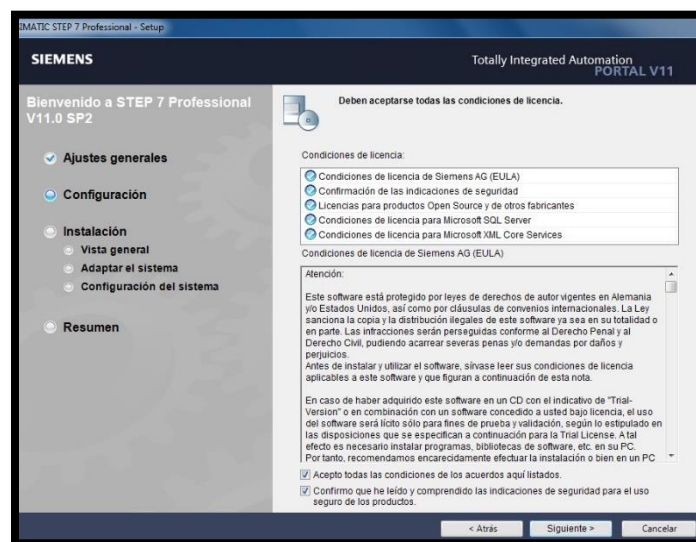 IMATIC STEP 7 Professional - Setup
SIEMENS
Totally Integrated Automation
PORTAL V11
Bienvenido a STEP 7 Professional
V11.0 SP2
Ajustes generales
Configuración
Instalación
Vista general
Adaptar el sistema
Configuración del sistema
Resumen
Deben aceptarse todas las condiciones de licencia.
Condiciones de licencia:
Condiciones de licencia de Siemens AG (EULA)
Confirmación de las indicaciones de seguridad
Licencias para productos Open Source y de otros fabricantes
Condiciones de licencia para Microsoft SQL Server
Condiciones de licencia para Microsoft XML Core Services
Condiciones de licencia de Siemens AG (EULA)
Atención:
Este software está protegido por leyes de derechos de autor vigentes en Alemania
y/o Estados Unidos, así como por cláusulas de convenios internacionales. La Ley
sanciona la copia y la distribución ilegales de este software ya sea en su totalidad o
en parte. Las infracciones serán perseguidas conforme al Derecho Penal y al
Derecho Civil, pudiendo acarrear severas penas y/o demandas por daños y
perjuicios.
Antes de instalar y utilizar el software, sírvase leer sus condiciones de licencia
aplicables a este software y que figuran a continuación de esta nota.
En caso de haber adquirido este software en un CD con el indicativo de "Trial-
Version" o en combinación con un software concedido a usted bajo licencia, el uso
del software será lícito sólo para fines de prueba y validación, según lo estipulado en
las disposiciones que se especifican a continuación para la Trial License. A tal
efecto es necesario instalar programas, bibliotecas de software, etc. en su PC.
Por tanto, recomendamos encarecidamente efectuar la instalación o bien en un PC
Acepto todas las condiciones de los acuerdos aquí listados.
Confirmo que he leído y comprendido las indicaciones de seguridad para el uso
seguro de los productos.
< Atrás
Siguiente >
Cancelar